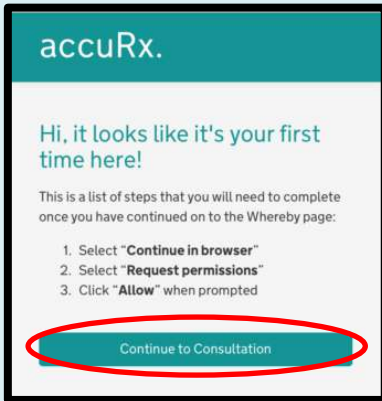 accuRx.
Hi, it looks like it's your first
time here!
This is a list of steps that you will need to complete
once you have continued on to the Whereby page:
1. Select “Continue in browser”
2. Select “Request permissions”
3. Click “Allow” when prompted
Continue to Consultation